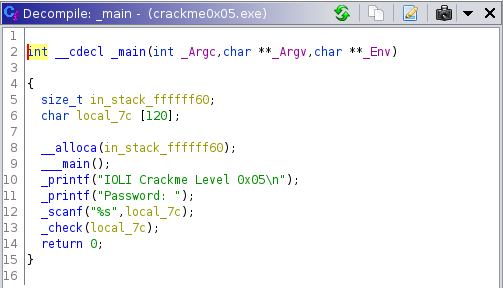 Decompile: _main - (crackme0x05.exe)
1
2 int __cdecl _main(int _Argc,char **_Argv,char **_Env)
3
4 {
5   size_t in_stack_ffffff60;
6   char local_7c [120];
7
8   __alloca(in_stack_ffffff60);
9   ___main();
10   _printf("IOLI Crackme Level 0x05\n");
11   _printf("Password: ");
12   _scanf("%s",local_7c);
13   _check(local_7c);
14   return 0;
15 }
16